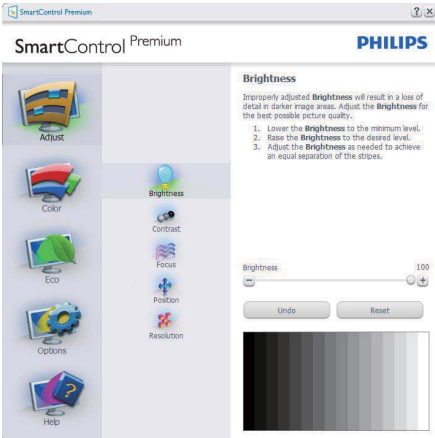 SmartControl Premium
SmartControl Premium
PHILIPS
Adjust
Color
Eco
Options
Help
Brightness
Contrast
Focus
Position
Resolution
Brightness
Improperly adjusted Brightness will result in a loss of
detail in darker image areas. Adjust the Brightness for
the best possible picture quality.
1. Lower the Brightness to the minimum level.
2. Raise the Brightness to the desired level.
3. Adjust the Brightness as needed to achieve
an equal separation of the stripes.
Brightness 100
Undo Reset